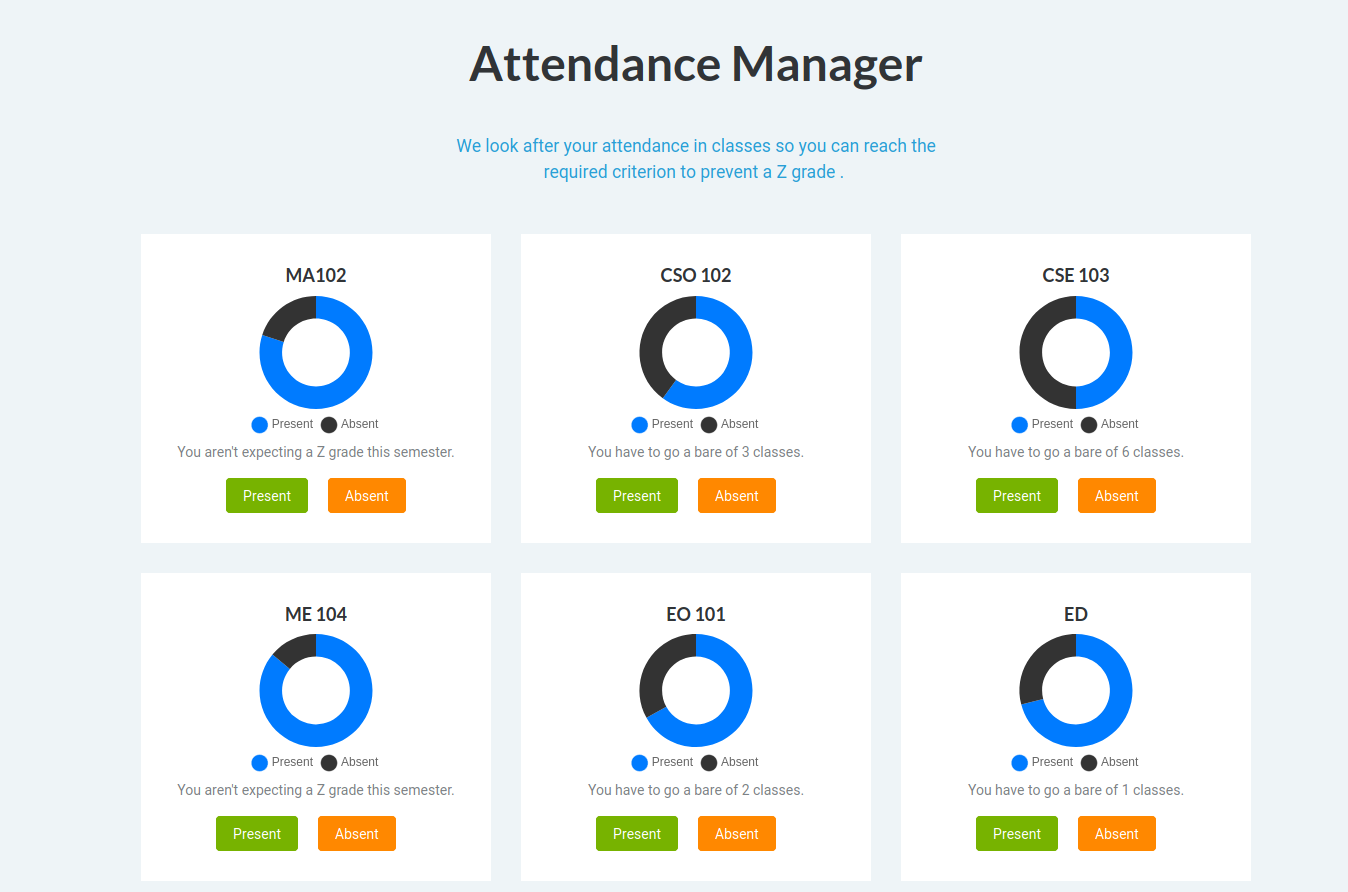 Attendance Manager
We look after your attendance in classes so you can reach the
required criterion to prevent a Z grade .
MA102
Present Absent
You aren't expecting a Z grade this semester.
Present Absent
CSO 102
Present Absent
You have to go a bare of 3 classes.
Present Absent
CSE 103
Present Absent
You have to go a bare of 6 classes.
Present Absent
ME 104
Present Absent
You aren't expecting a Z grade this semester.
Present Absent
EO 101
Present Absent
You have to go a bare of 2 classes.
Present Absent
ED
Present Absent
You have to go a bare of 1 classes.
Present Absent